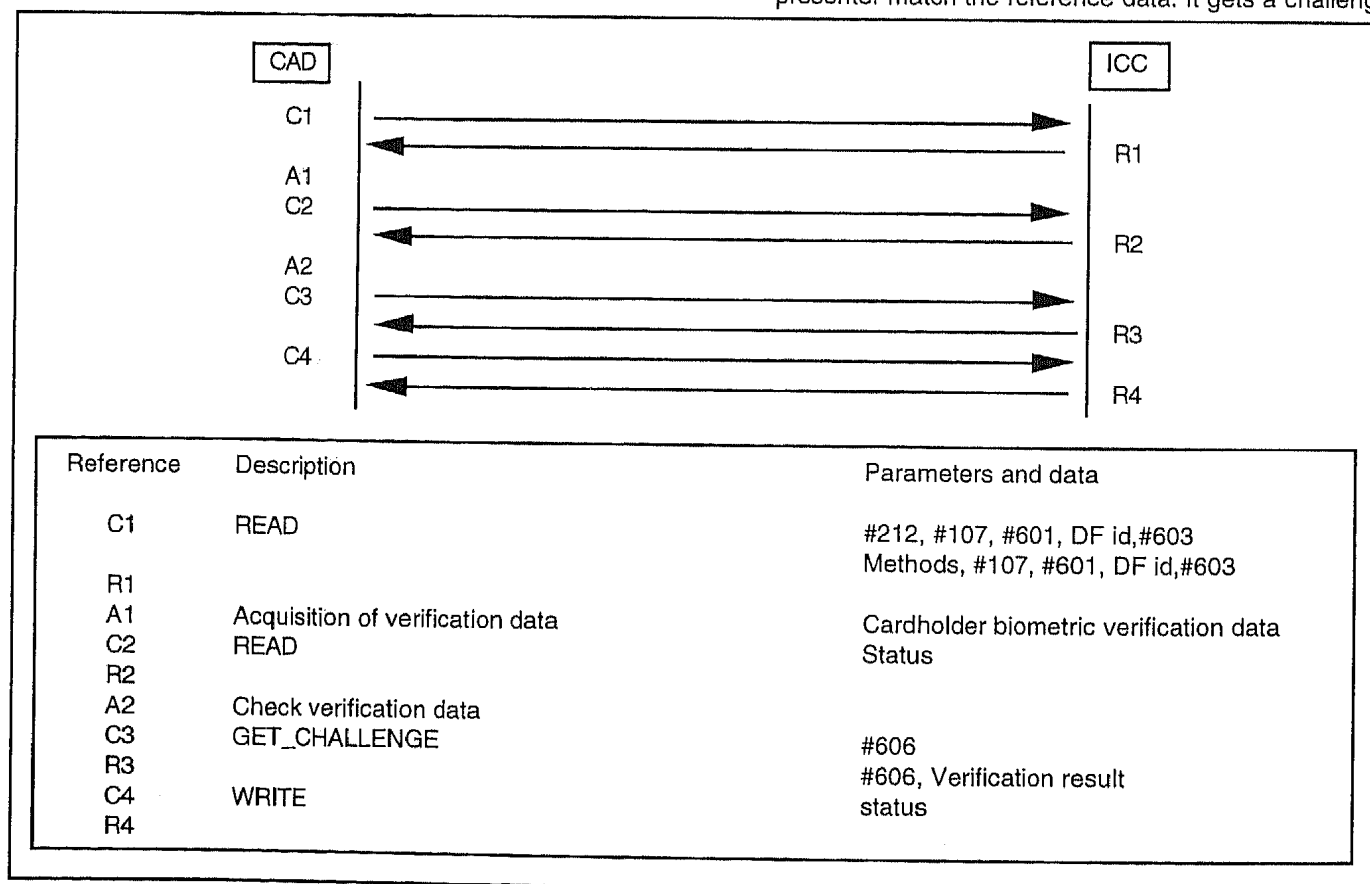 presenter match the reference data. It gets a challeng
CAD ICC
C1
R1
A1
C2
R2
A2
C3
R3
C4
R4
Reference Description Parameters and data
C1 READ #212, #107, #601, DF id,#603
R1 Methods, #107, #601, DF id,#603
A1 Acquisition of verification data
C2 READ Cardholder biometric verification data
R2 Status
A2 Check verification data
C3 GET_CHALLENGE
R3 #606
C4 WRITE #606, Verification result
R4 status